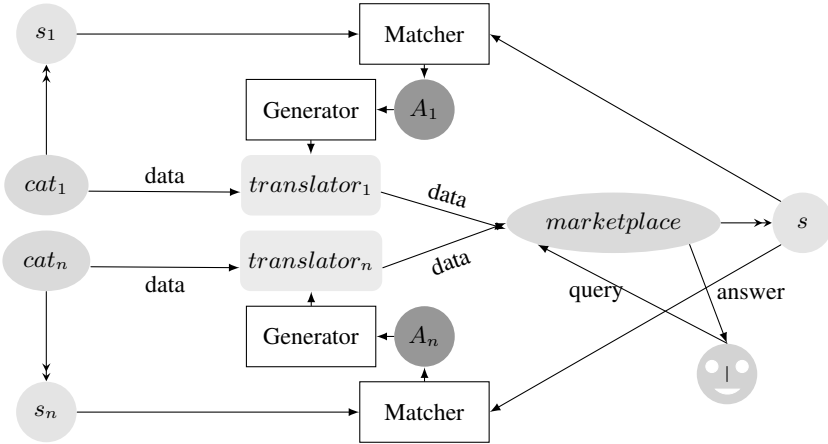 s₁
Matcher
Generator
A₁
cat₁
data
translator₁
data
marketplace
s
catₙ
data
translatorₙ
data
query
answer
Generator
Aₙ
sₙ
Matcher